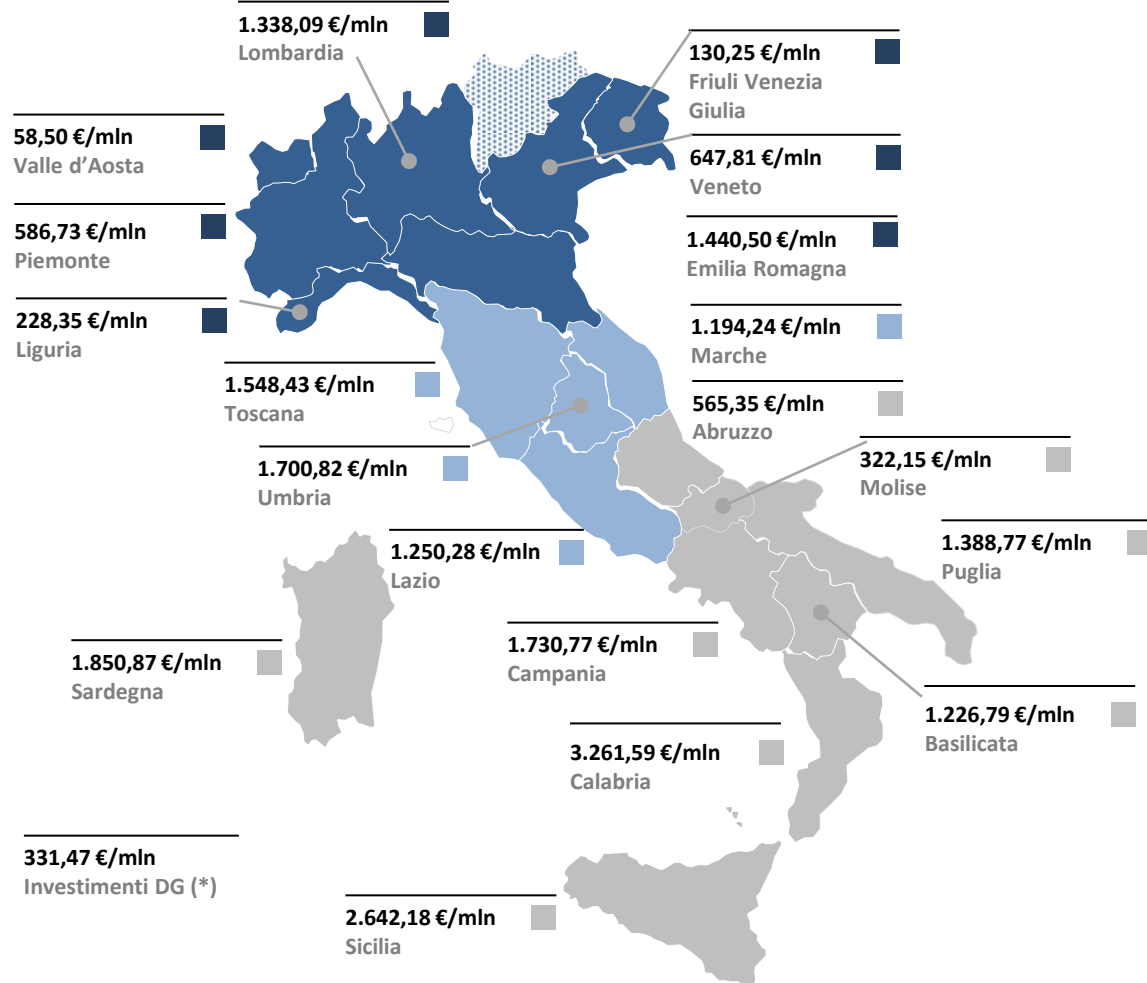 1.338,09 €/mln
Lombardia
130,25 €/mln
Friuli Venezia
Giulia
58,50 €/mln
Valle d’Aosta
647,81 €/mln
Veneto
586,73 €/mln
Piemonte
1.440,50 €/mln
Emilia Romagna
228,35 €/mln
Liguria
1.194,24 €/mln
Marche
1.548,43 €/mln
Toscana
565,35 €/mln
Abruzzo
1.700,82 €/mln
Umbria
322,15 €/mln
Molise
1.250,28 €/mln
Lazio
1.388,77 €/mln
Puglia
1.850,87 €/mln
Sardegna
1.730,77 €/mln
Campania
1.226,79 €/mln
Basilicata
3.261,59 €/mln
Calabria
331,47 €/mln
Investimenti DG (*)
2.642,18 €/mln
Sicilia